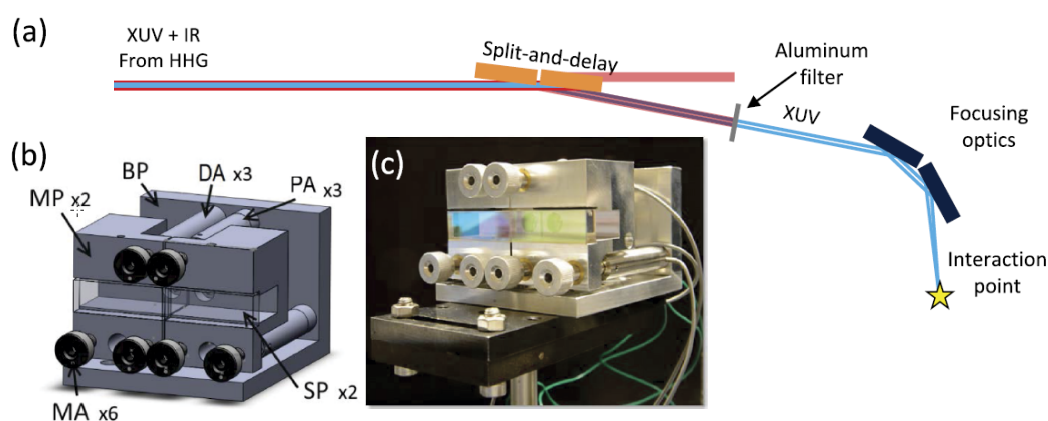 (a)
XUV + IR
From HHG
Split-and-delay
Aluminum
filter
XUV
Focusing
optics
Interaction
point
(b)
BP
DA x3
PA x3
MP x2
SP x2
MA x6
(c)